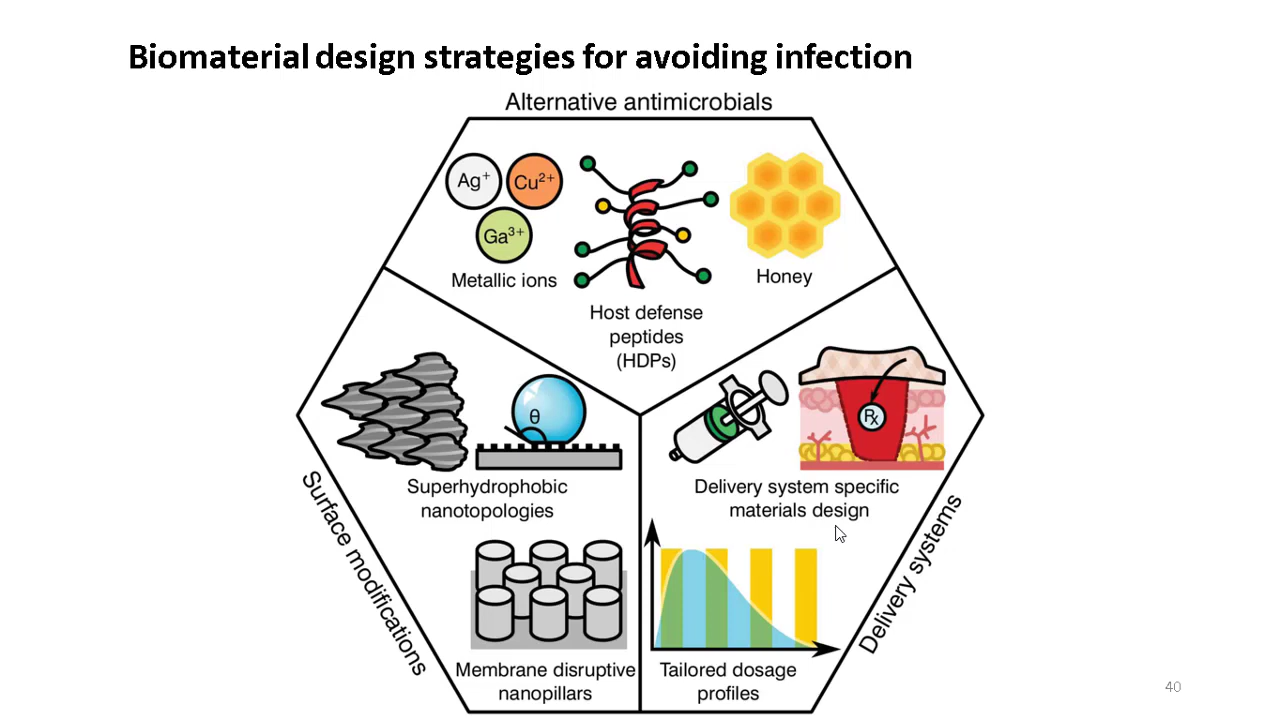 Biomaterial design strategies for avoiding infection
Alternative antimicrobials
Ag⁺
Cu²⁺
Ga³⁺
Metallic ions
Host defense
peptides
(HDPs)
Honey
θ
Superhydrophobic
nanotopologies
Membrane disruptive
nanopillars
Surface modifications
Rx
Delivery system specific
materials design
Tailored dosage
profiles
Delivery systems
40